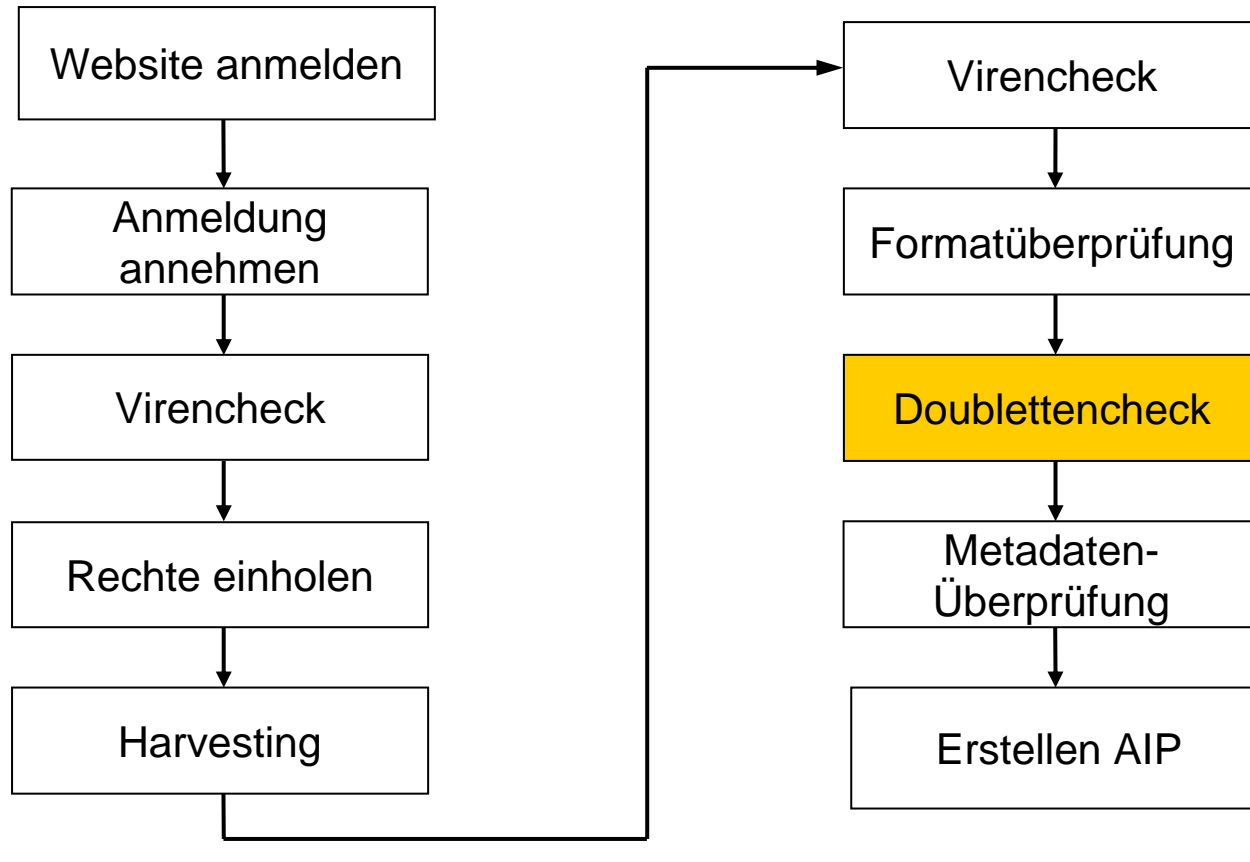 Website anmelden
Anmeldung
annehmen
Virencheck
Rechte einholen
Harvesting
Virencheck
Formatüberprüfung
Doublettencheck
Metadaten-
Überprüfung
Erstellen AIP